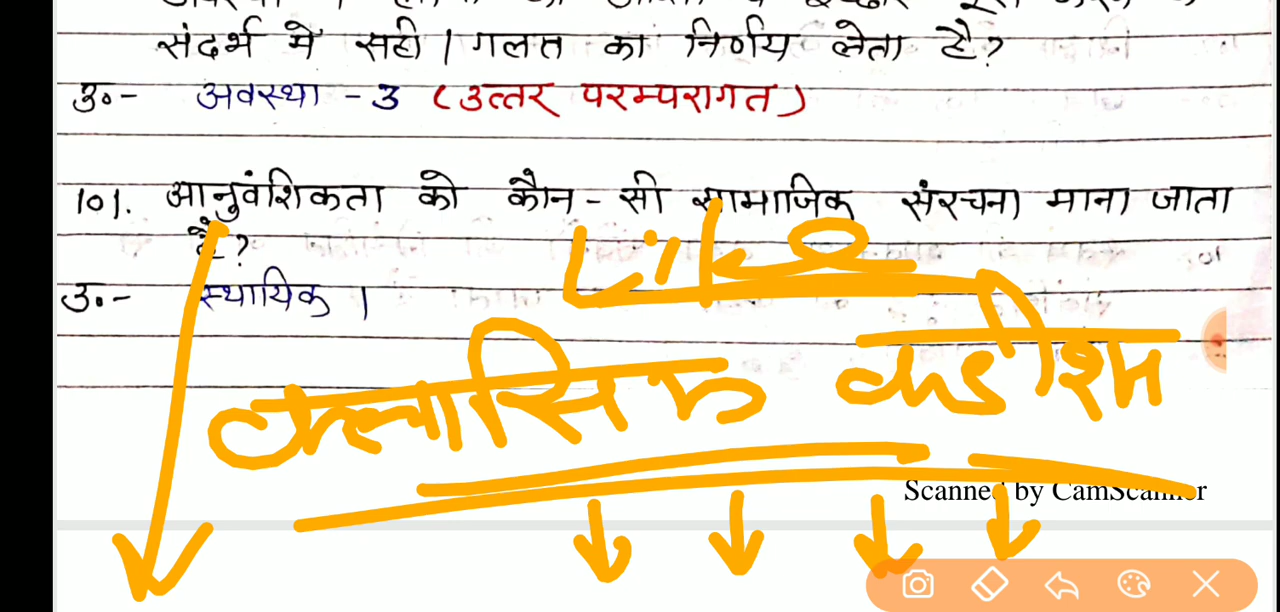 संदर्भ में सही / गलत का निर्णय लेता है?
उ०- अवस्था - 3 (उत्तर परम्परागत)
101. आनुवंशिकता को कौन - सी सामाजिक संरचना माना जाता
है?
उ०- स्थायिक ।
Like
क्लासिक
Scanned by CamScanner